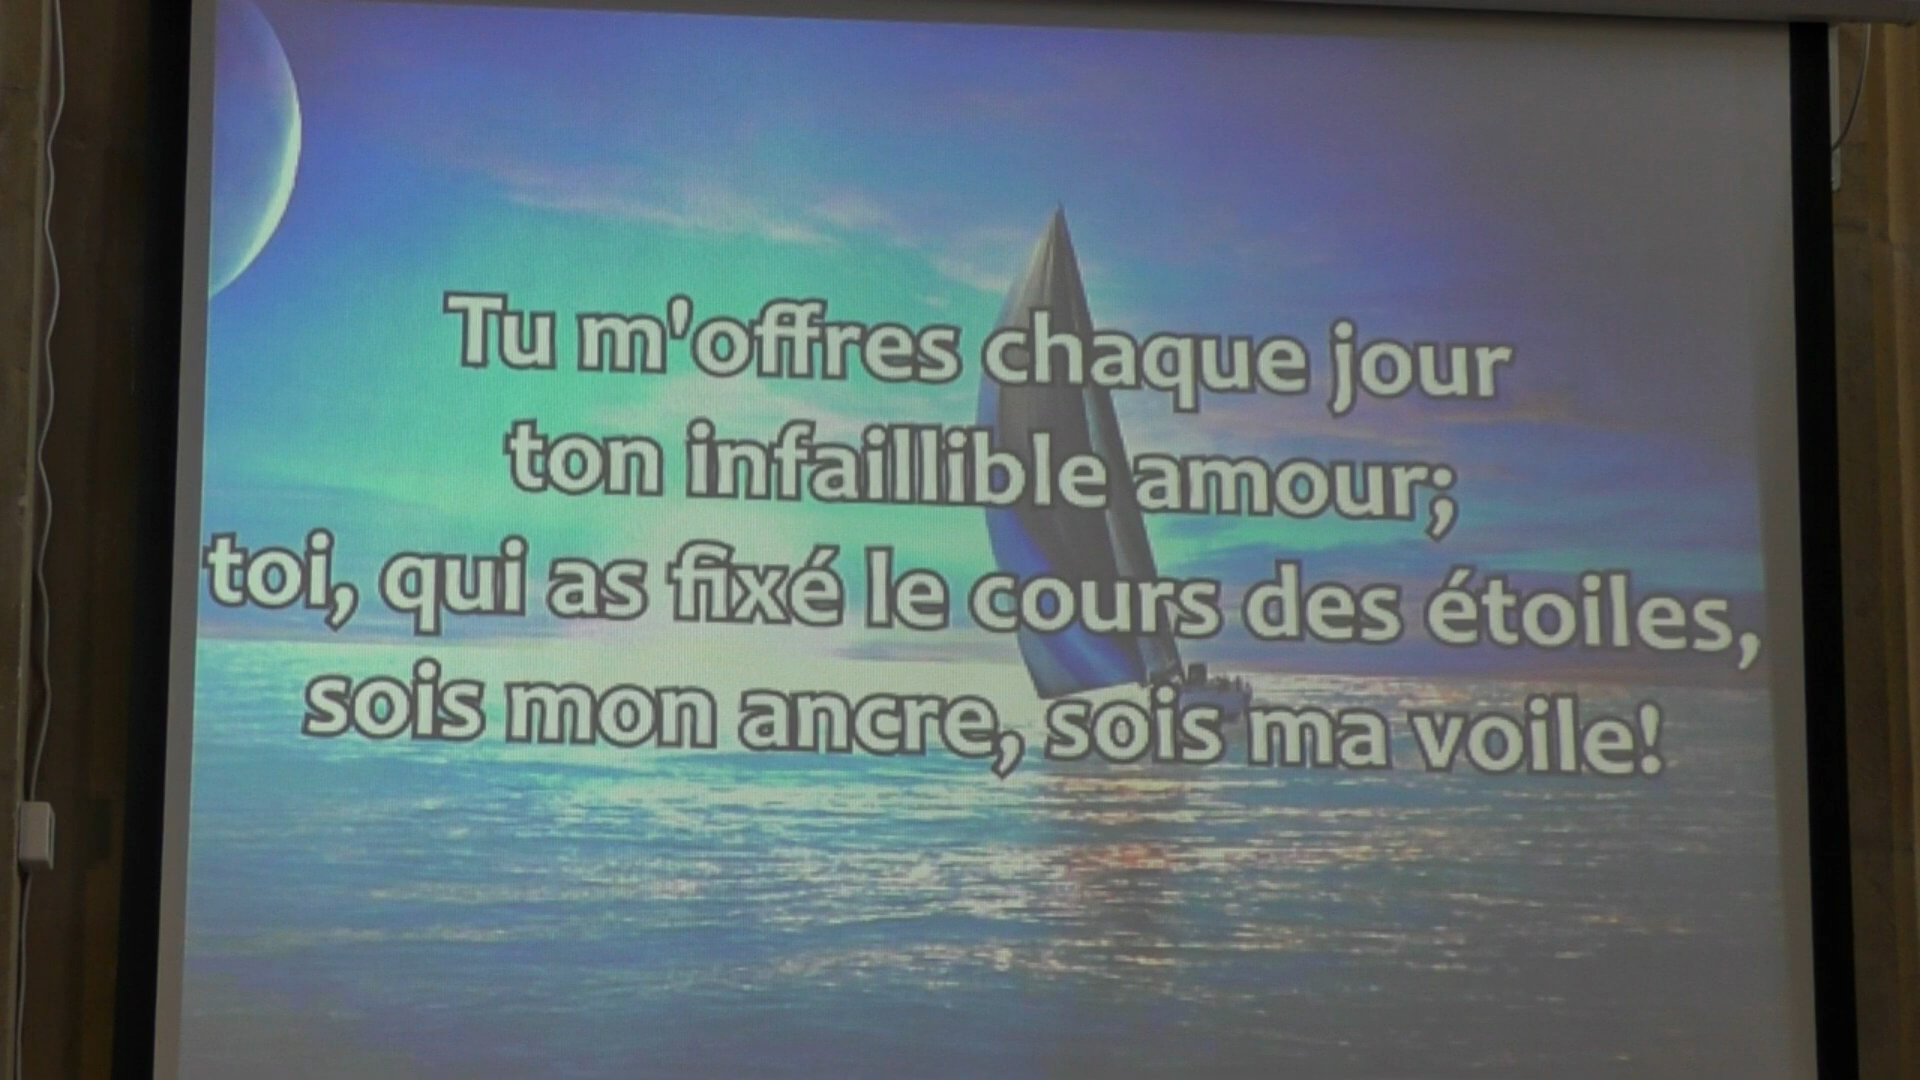 Tu m'offres chaque jour
ton infaillible amour;
toi, qui as fixé le cours des étoiles,
sois mon ancre, sois ma voile!